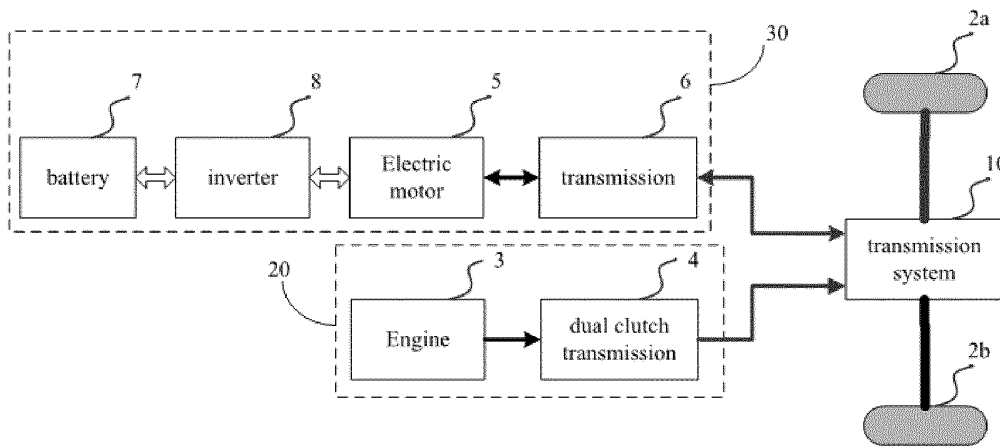 2a
30
7
8
5
6
battery
inverter
Electric
motor
transmission
10
transmission
system
20
3
4
Engine
dual clutch
transmission
2b